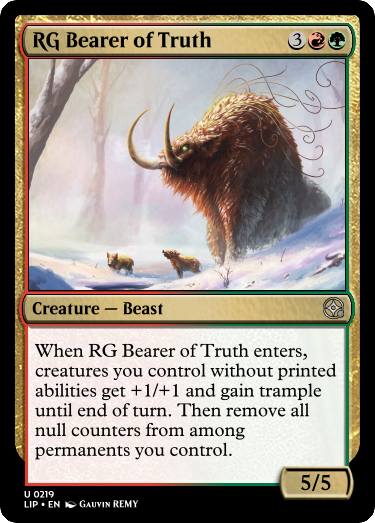 RG Bearer of Truth 3
Creature — Beast
When RG Bearer of Truth enters,
creatures you control without printed
abilities get +1/+1 and gain trample
until end of turn. Then remove all
null counters from among
permanents you control.
5/5
U 0219
LIP • EN Gauvin REMY